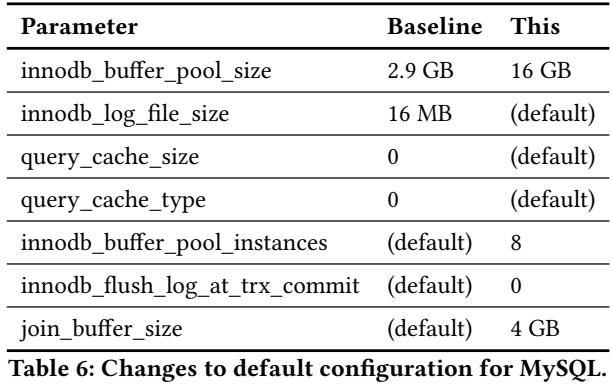 Parameter Baseline This
innodb_buffer_pool_size 2.9 GB 16 GB
innodb_log_file_size 16 MB (default)
query_cache_size 0 (default)
query_cache_type 0 (default)
innodb_buffer_pool_instances (default) 8
innodb_flush_log_at_trx_commit (default) 0
join_buffer_size (default) 4 GB
Table 6: Changes to default configuration for MySQL.